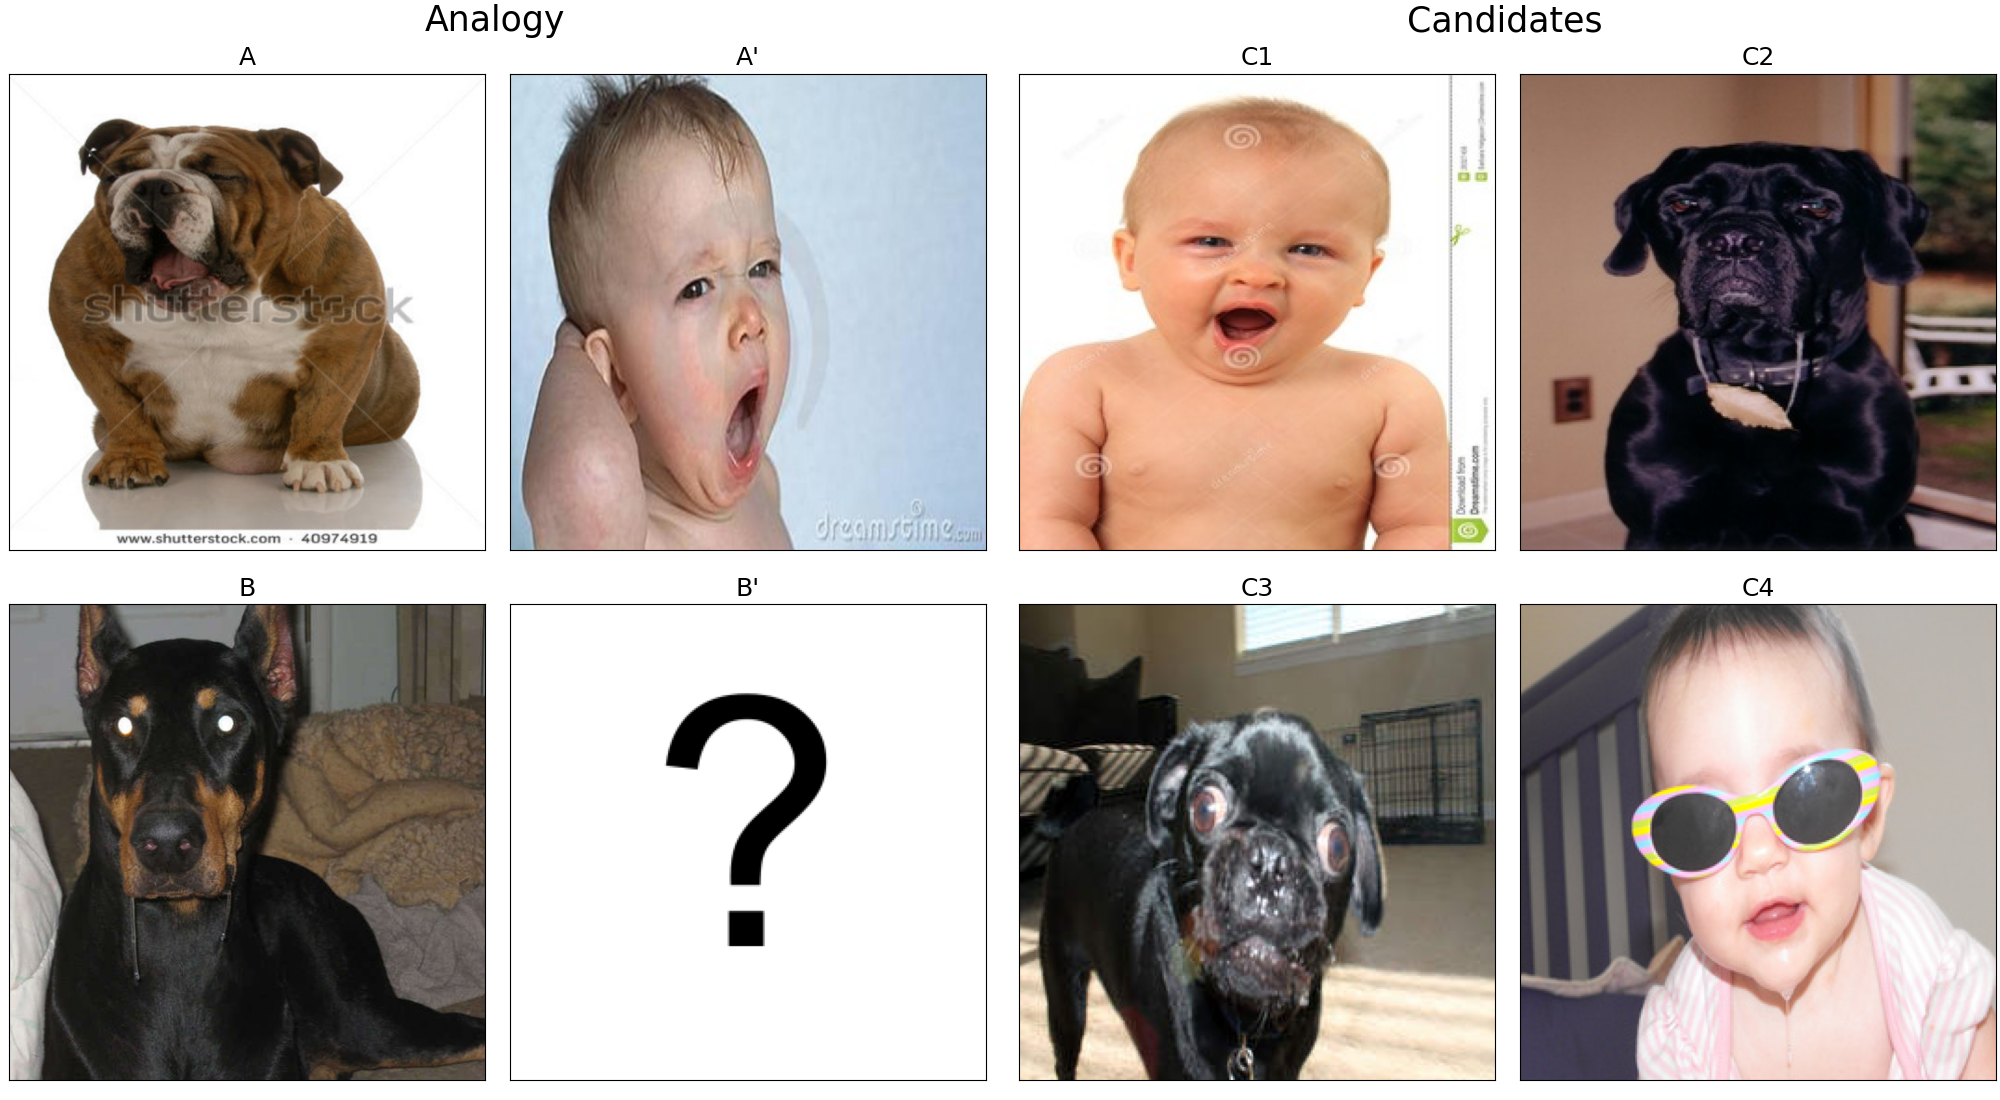 Analogy
Candidates
A
A'
C1
C2
shutterstock
www.shutterstock.com · 40974919
dreamstime.com
Download from
Dreamstime.com
B
B'
C3
C4
?